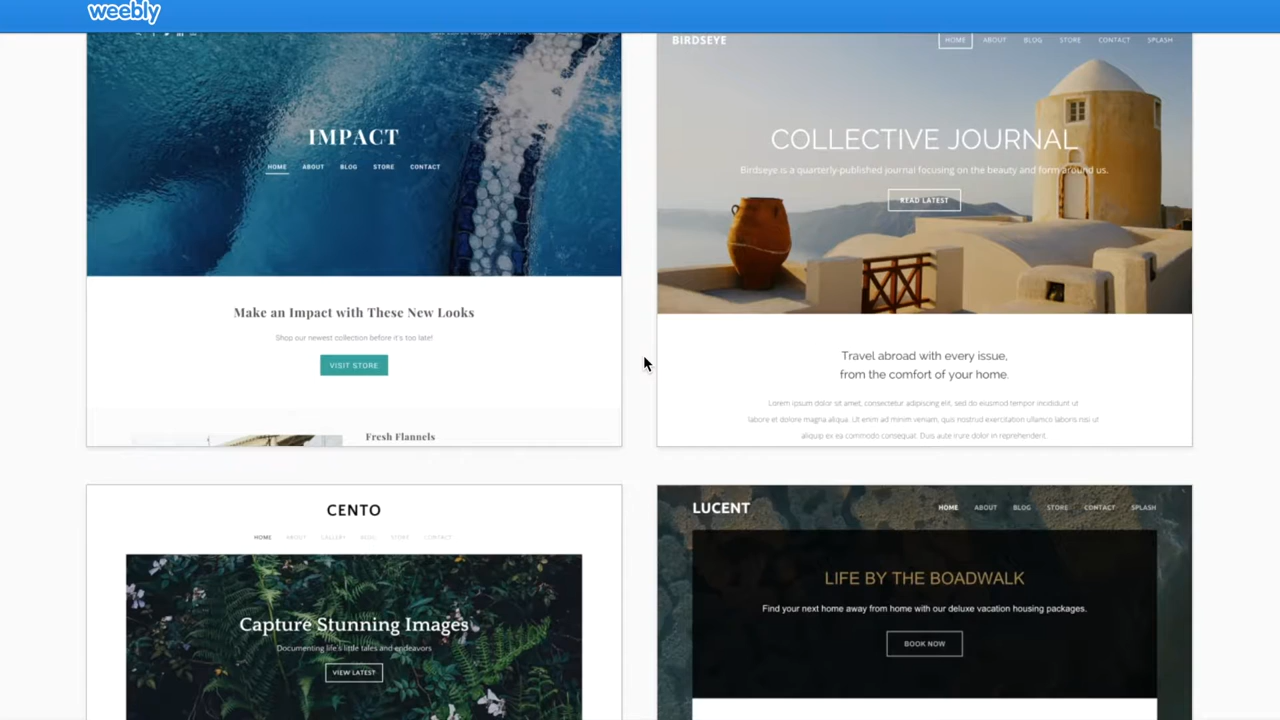 weebly
IMPACT
HOME ABOUT BLOG STORE CONTACT
Make an Impact with These New Looks
Shop our newest collection before it's too late!
VISIT STORE
Fresh Flannels
BIRDSEYE
HOME ABOUT BLOG STORE CONTACT SPLASH
COLLECTIVE JOURNAL
Birdseye is a quarterly-published journal focusing on the beauty and form around us.
READ LATEST
Travel abroad with every issue,
from the comfort of your home.
Lorem ipsum dolor sit amet, consectetur adipiscing elit, sed do eiusmod tempor incididunt ut
labore et dolore magna aliqua. Ut enim ad minim veniam, quis nostrud exercitation ullamco laboris nisi ut
aliquip ex ea commodo consequat. Duis aute irure dolor in reprehenderit.
CENTO
HOME ABOUT GALLERY BLOG STORE CONTACT
Capture Stunning Images
Documenting life's little tales and endeavors
VIEW LATEST
LUCENT
HOME ABOUT BLOG STORE CONTACT SPLASH
LIFE BY THE BOADWALK
Find your next home away from home with our deluxe vacation housing packages.
BOOK NOW